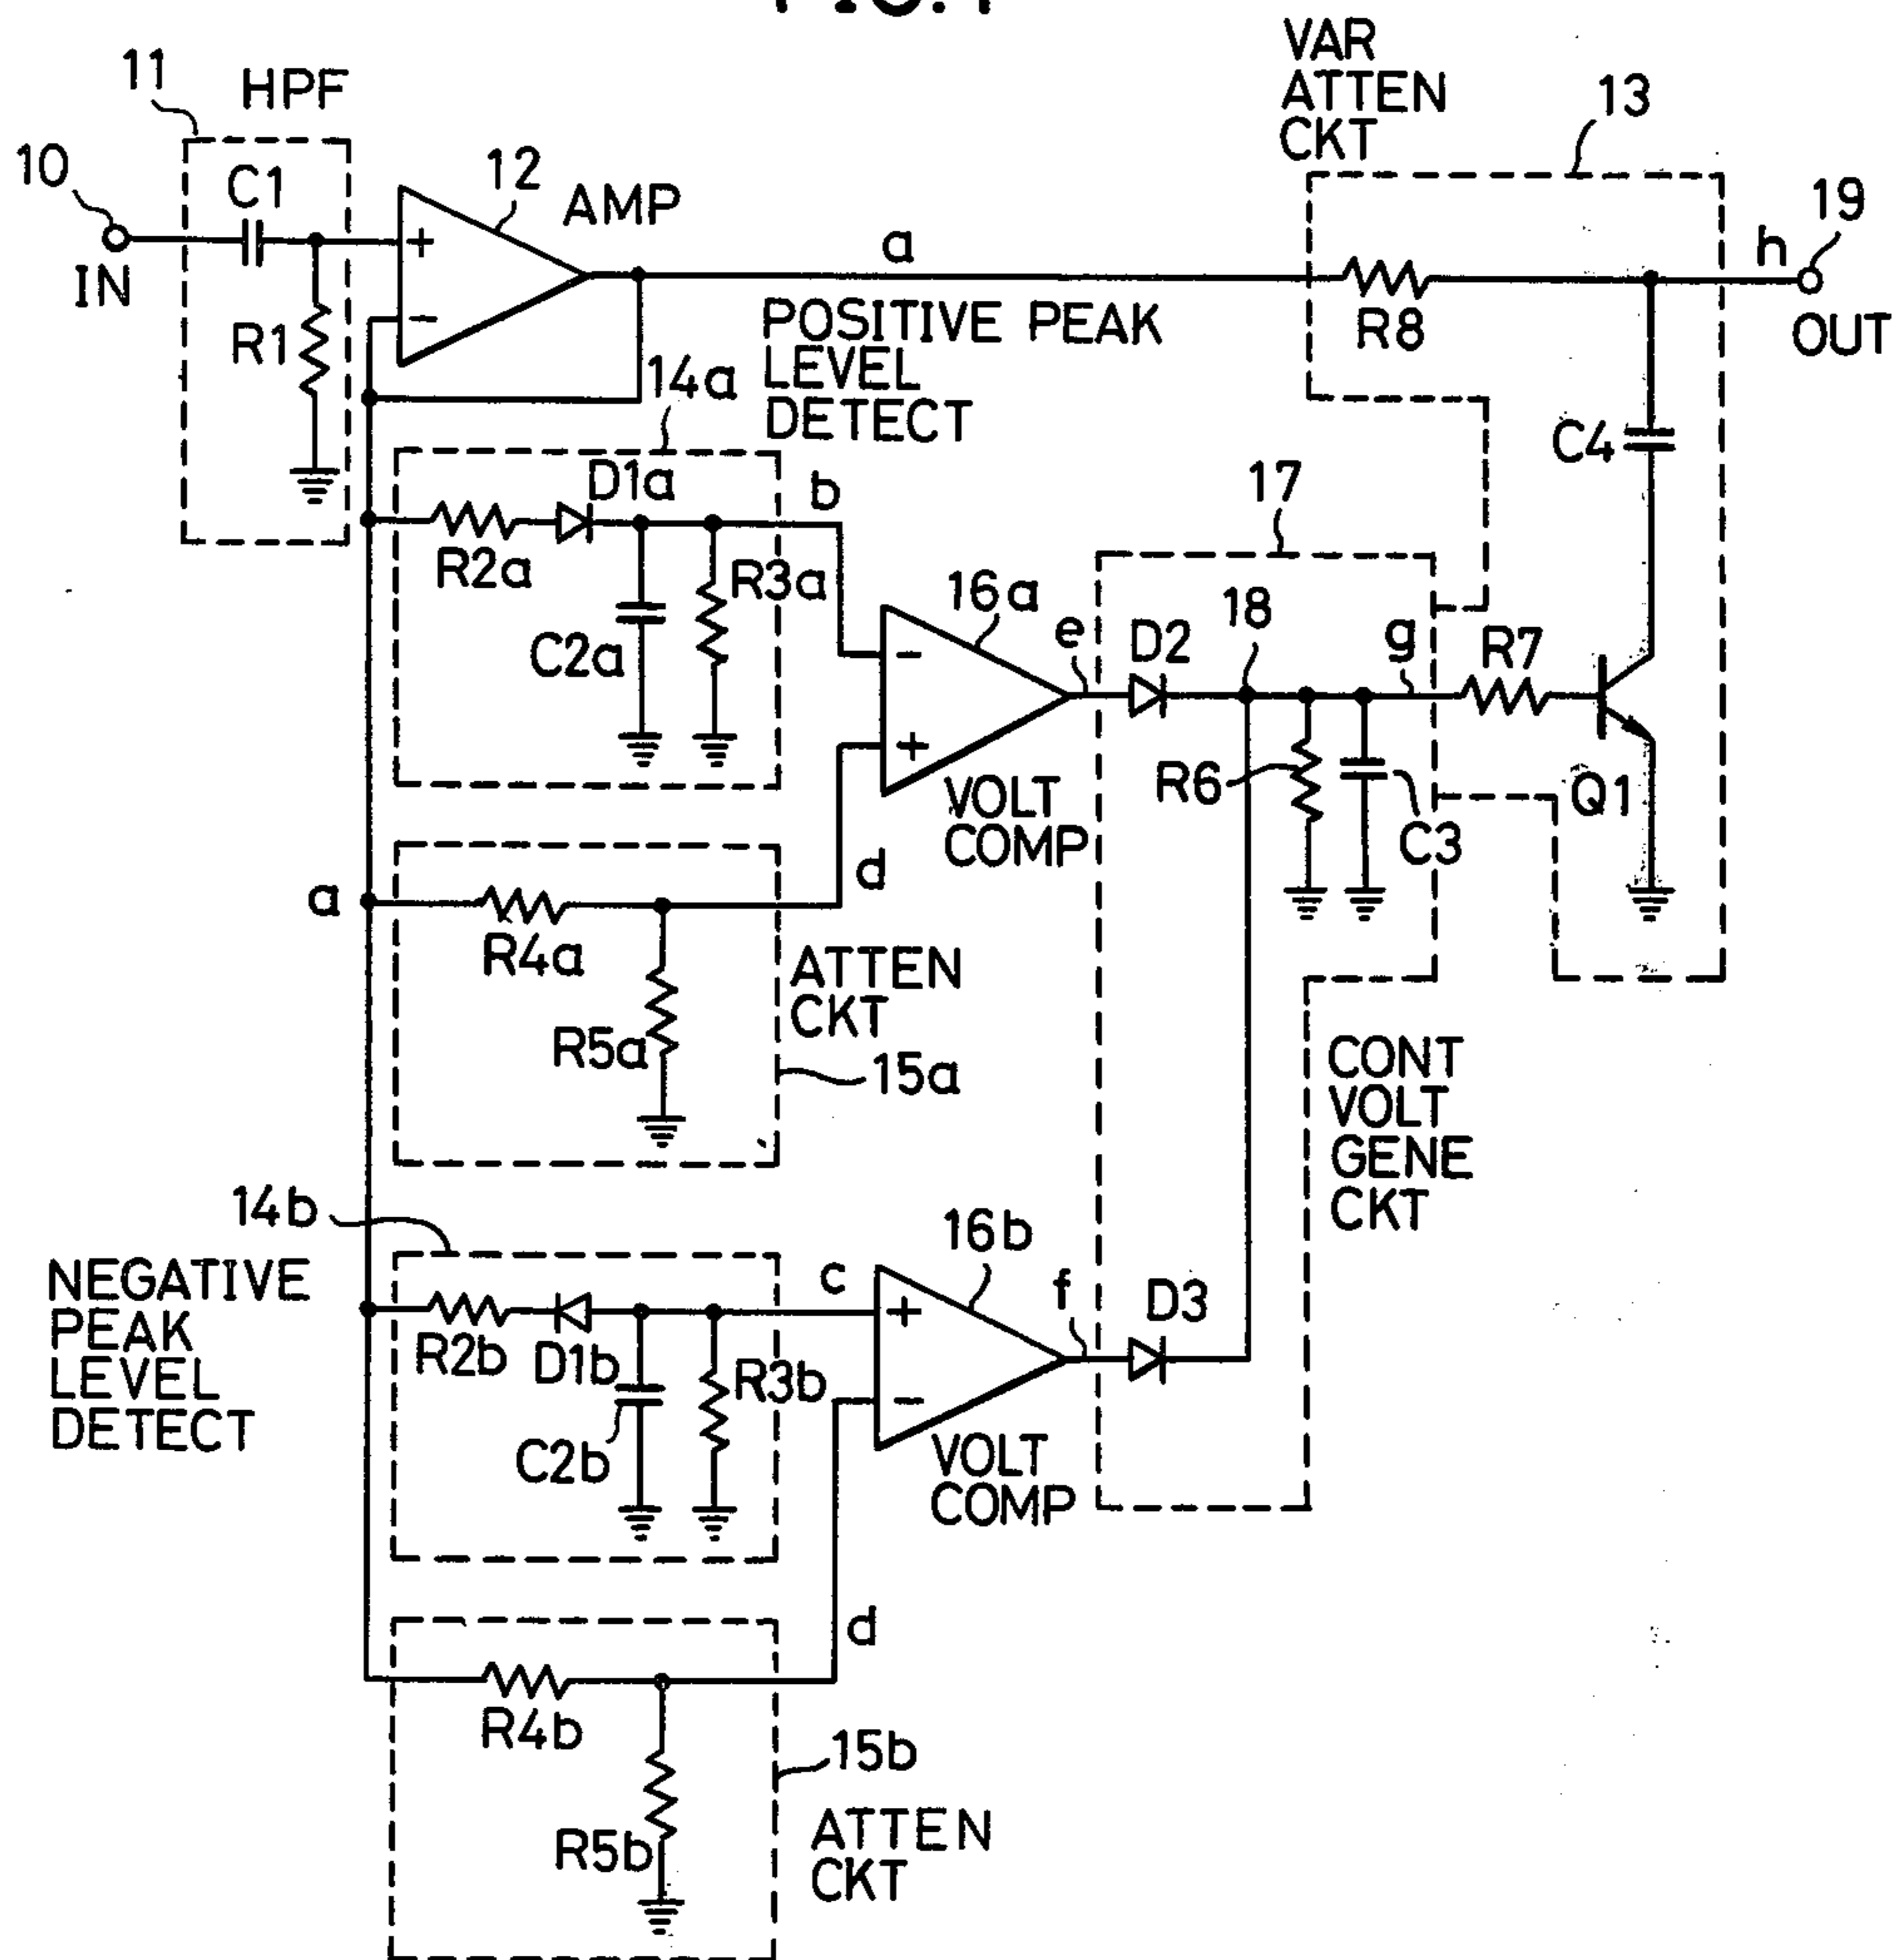 FIG.1
VAR
ATTEN
CKT
13
11
HPF
10
C1
12
AMP
a
h
19
IN
R1
R8
OUT
POSITIVE PEAK
LEVEL
DETECT
14a
D1a
b
R2a
R3a
C2a
17
C4
16a
e
D2
18
g
R7
-
+
R6
C3
Q1
VOLT
COMP
a
d
R4a
R5a
ATTEN
CKT
15a
CONT
VOLT
GENE
CKT
14b
NEGATIVE
PEAK
LEVEL
DETECT
R2b
D1b
C2b
R3b
c
16b
f
D3
+
-
VOLT
COMP
d
R4b
R5b
15b
ATTEN
CKT
+
-